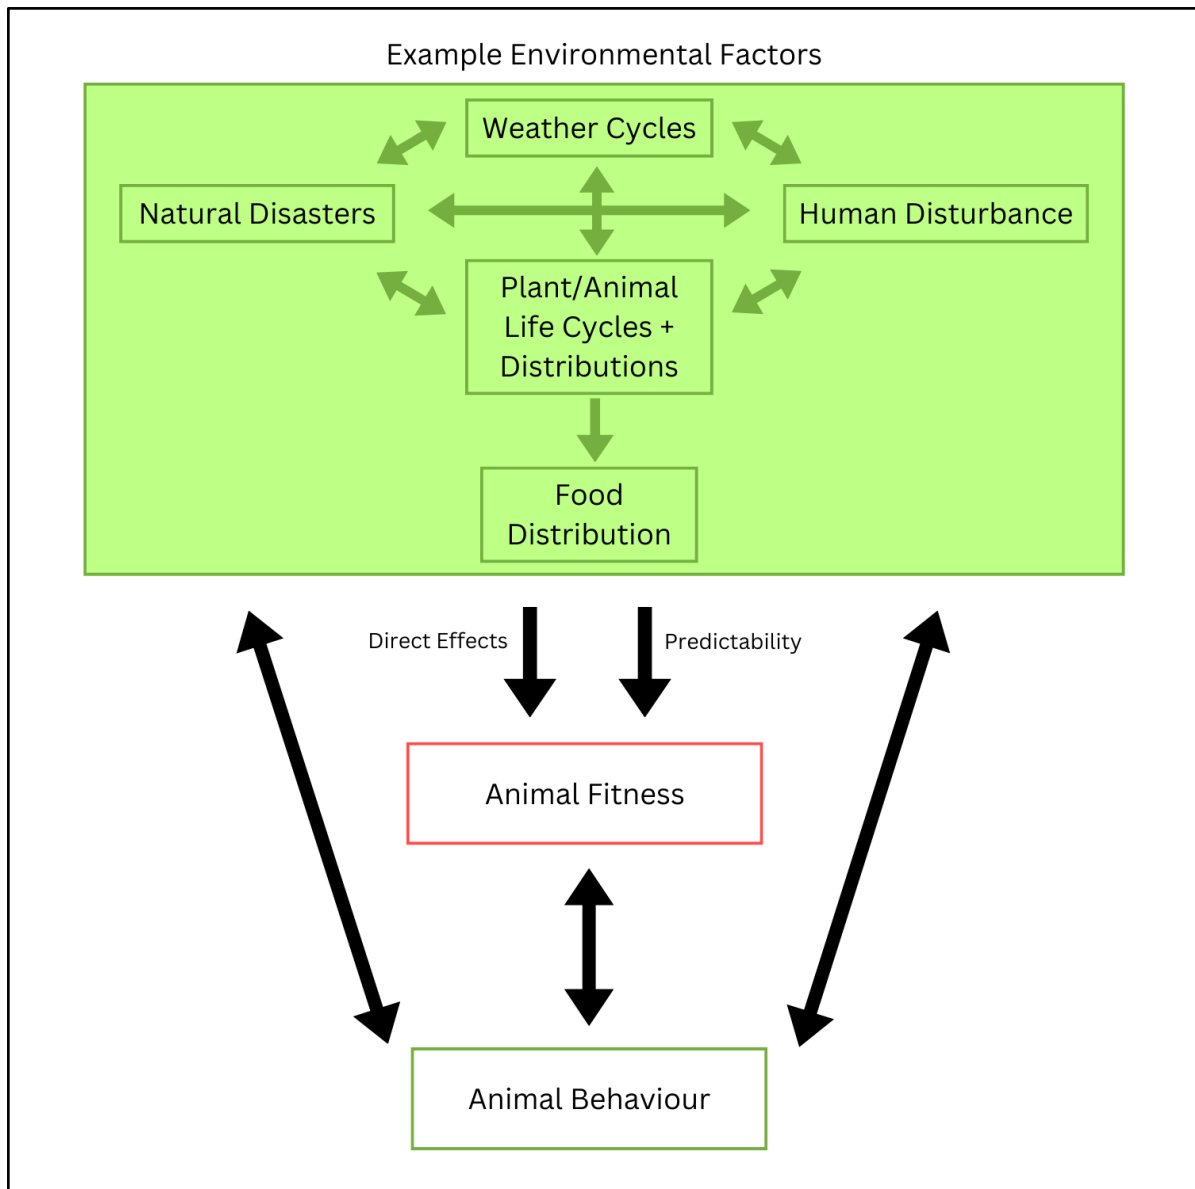 Example Environmental Factors
Weather Cycles
Natural Disasters
Human Disturbance
Plant/Animal
Life Cycles +
Distributions
Food
Distribution
Direct Effects
Predictability
Animal Fitness
Animal Behaviour